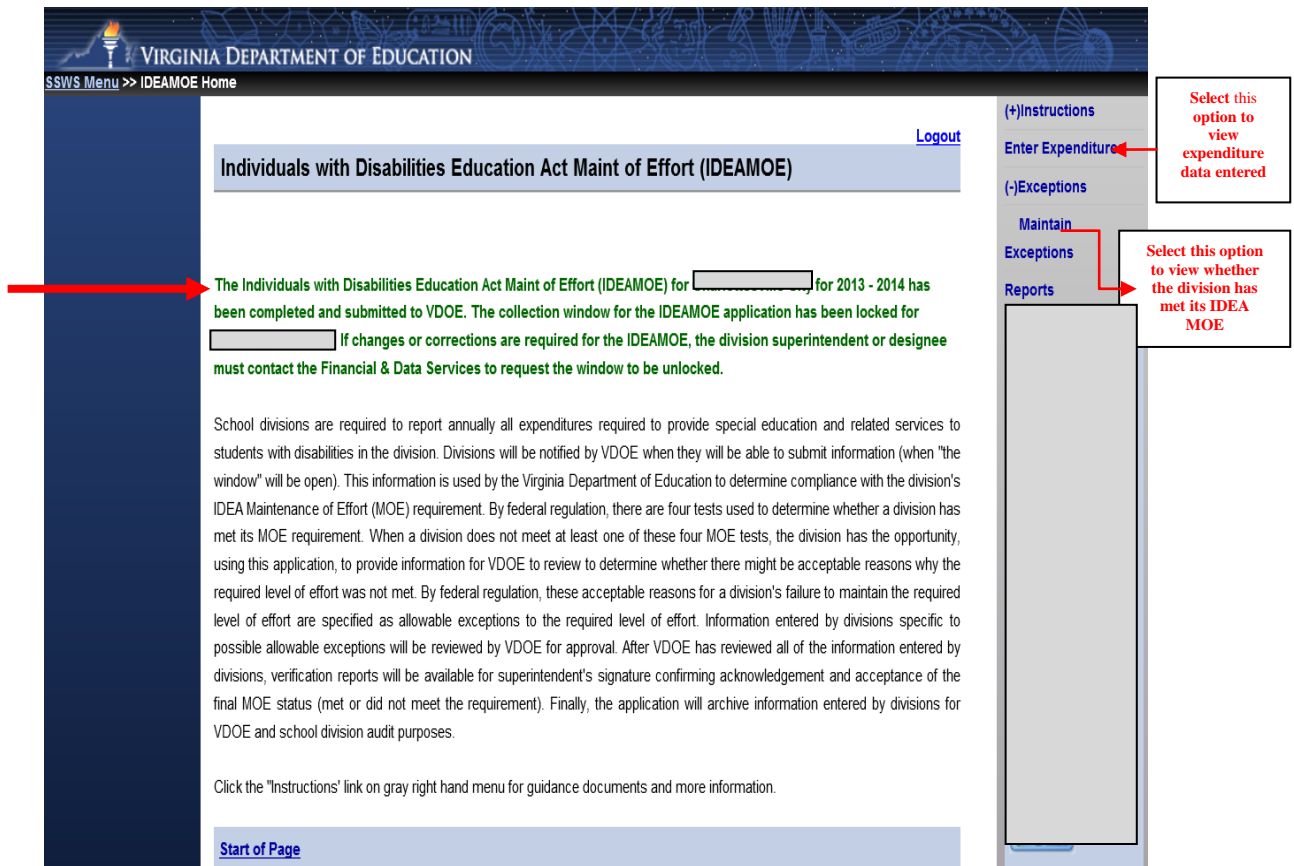 VIRGINIA DEPARTMENT OF EDUCATION
SSWS Menu >> IDEAMOE Home
Logout
Individuals with Disabilities Education Act Maint of Effort (IDEAMOE)
The Individuals with Disabilities Education Act Maint of Effort (IDEAMOE) for for 2013 - 2014 has
been completed and submitted to VDOE. The collection window for the IDEAMOE application has been locked for
If changes or corrections are required for the IDEAMOE, the division superintendent or designee
must contact the Financial & Data Services to request the window to be unlocked.
School divisions are required to report annually all expenditures required to provide special education and related services to
students with disabilities in the division. Divisions will be notified by VDOE when they will be able to submit information (when "the
window" will be open). This information is used by the Virginia Department of Education to determine compliance with the division's
IDEA Maintenance of Effort (MOE) requirement. By federal regulation, there are four tests used to determine whether a division has
met its MOE requirement. When a division does not meet at least one of these four MOE tests, the division has the opportunity,
using this application, to provide information for VDOE to review to determine whether there might be acceptable reasons why the
required level of effort was not met. By federal regulation, these acceptable reasons for a division's failure to maintain the required
level of effort are specified as allowable exceptions to the required level of effort. Information entered by divisions specific to
possible allowable exceptions will be reviewed by VDOE for approval. After VDOE has reviewed all of the information entered by
divisions, verification reports will be available for superintendent's signature confirming acknowledgement and acceptance of the
final MOE status (met or did not meet the requirement). Finally, the application will archive information entered by divisions for
VDOE and school division audit purposes.
Click the "Instructions' link on gray right hand menu for guidance documents and more information.
Start of Page
(+)Instructions
Enter Expenditure
(-)Exceptions
Maintain
Exceptions
Reports
Select this
option to
view
expenditure
data entered
Select this option
to view whether
the division has
met its IDEA
MOE